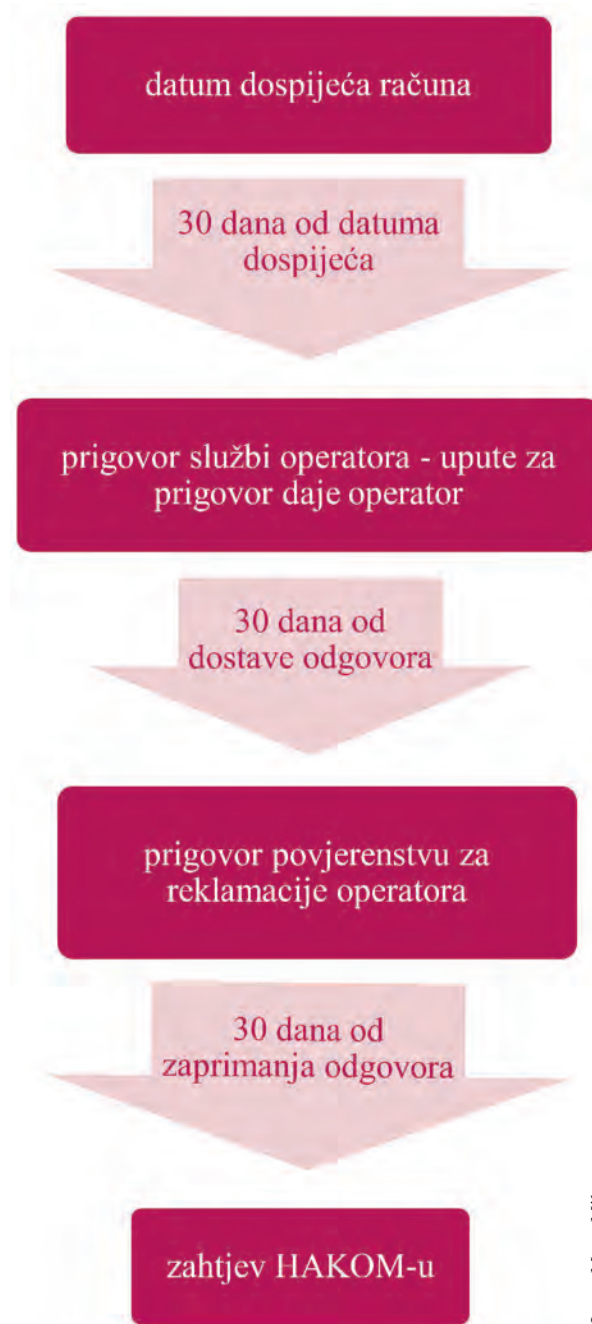 datum dospijeća računa
30 dana od datuma
dospijeća
prigovor službi operatora - upute za
prigovor daje operator
30 dana od
dostave odgovora
prigovor povjerenstvu za
reklamacije operatora
30 dana od
zaprimanja odgovora
zahtjev HAKOM-u